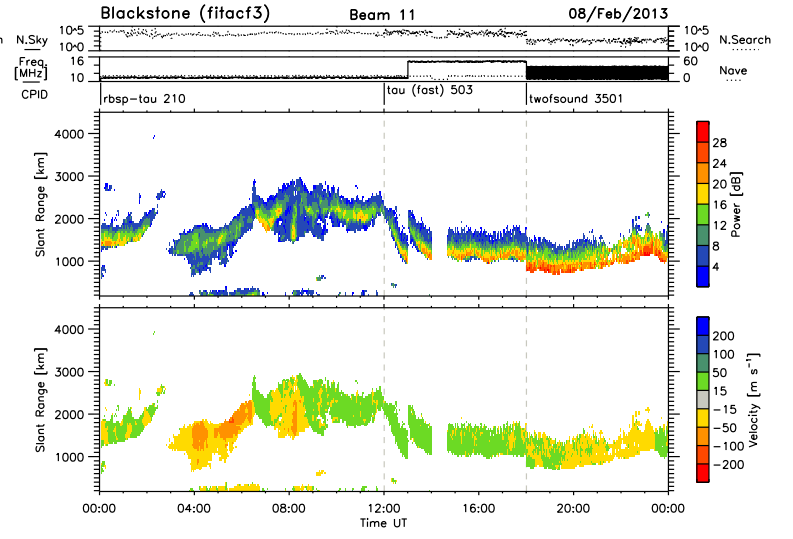 Blackstone (fitacf3) Beam 11 08/Feb/2013
N.Sky 10^5 10^5 N.Search
10^0 10^0
Freq. 16 60
[MHz] 10 0 Nave
CPID rbsp-tau 210 tau (fast) 503 twofsound 3501
Slant Range [km]
4000
3000
2000
1000
28
24
20
16
12
8
4
Power [dB]
Slant Range [km]
4000
3000
2000
1000
200
100
50
15
-15
-50
-100
-200
Velocity [m s⁻¹]
00:00 04:00 08:00 12:00 16:00 20:00 00:00
Time UT